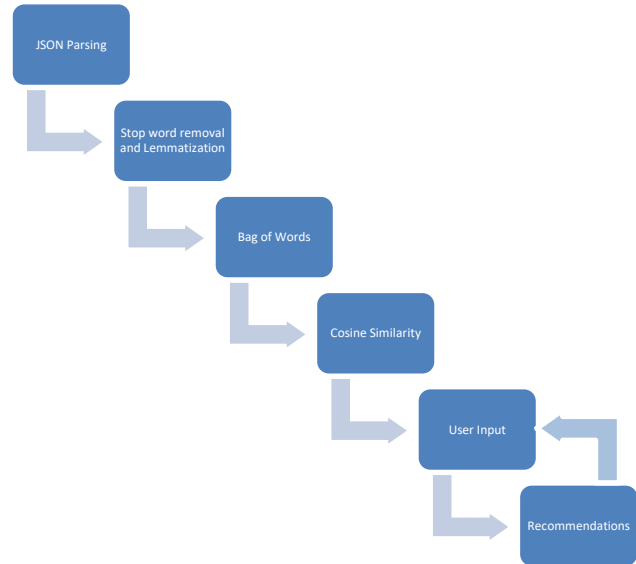 JSON Parsing
Stop word removal
and Lemmatization
Bag of Words
Cosine Similarity
User Input
Recommendations